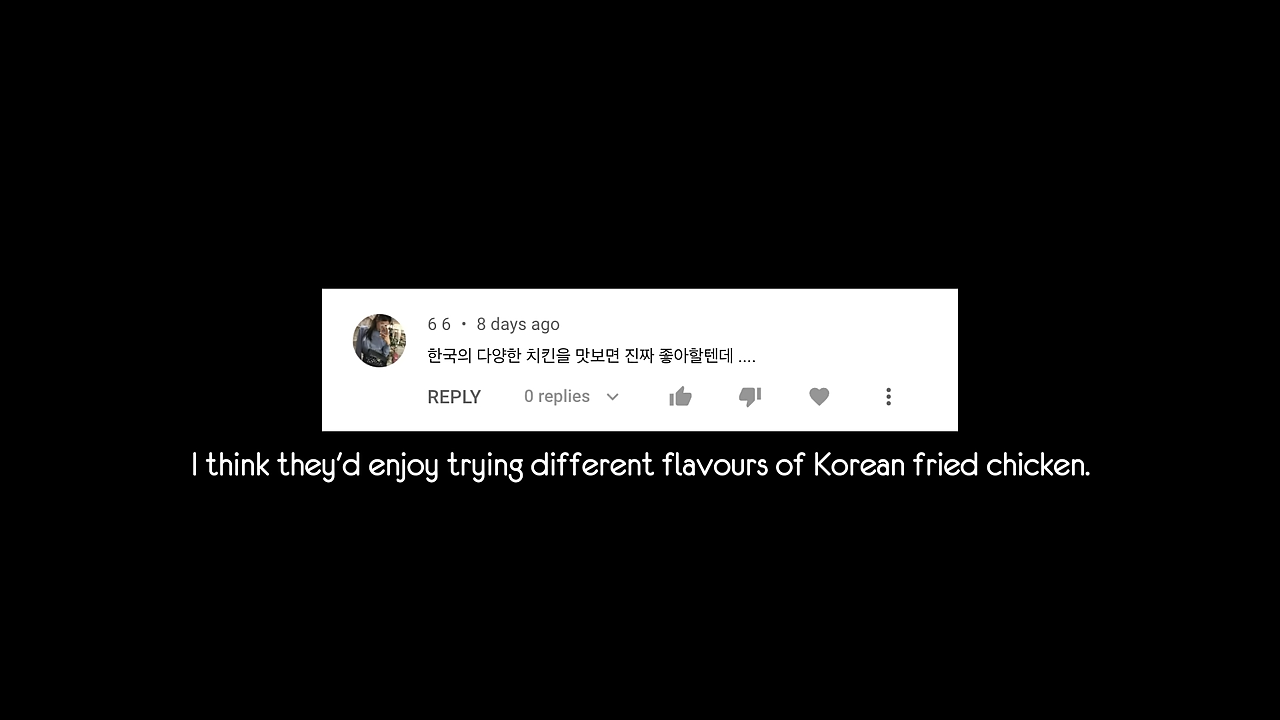 6 6 • 8 days ago
한국의 다양한 치킨을 맛보면 진짜 좋아할텐데 ....
REPLY 0 replies
I think they'd enjoy trying different flavours of Korean fried chicken.